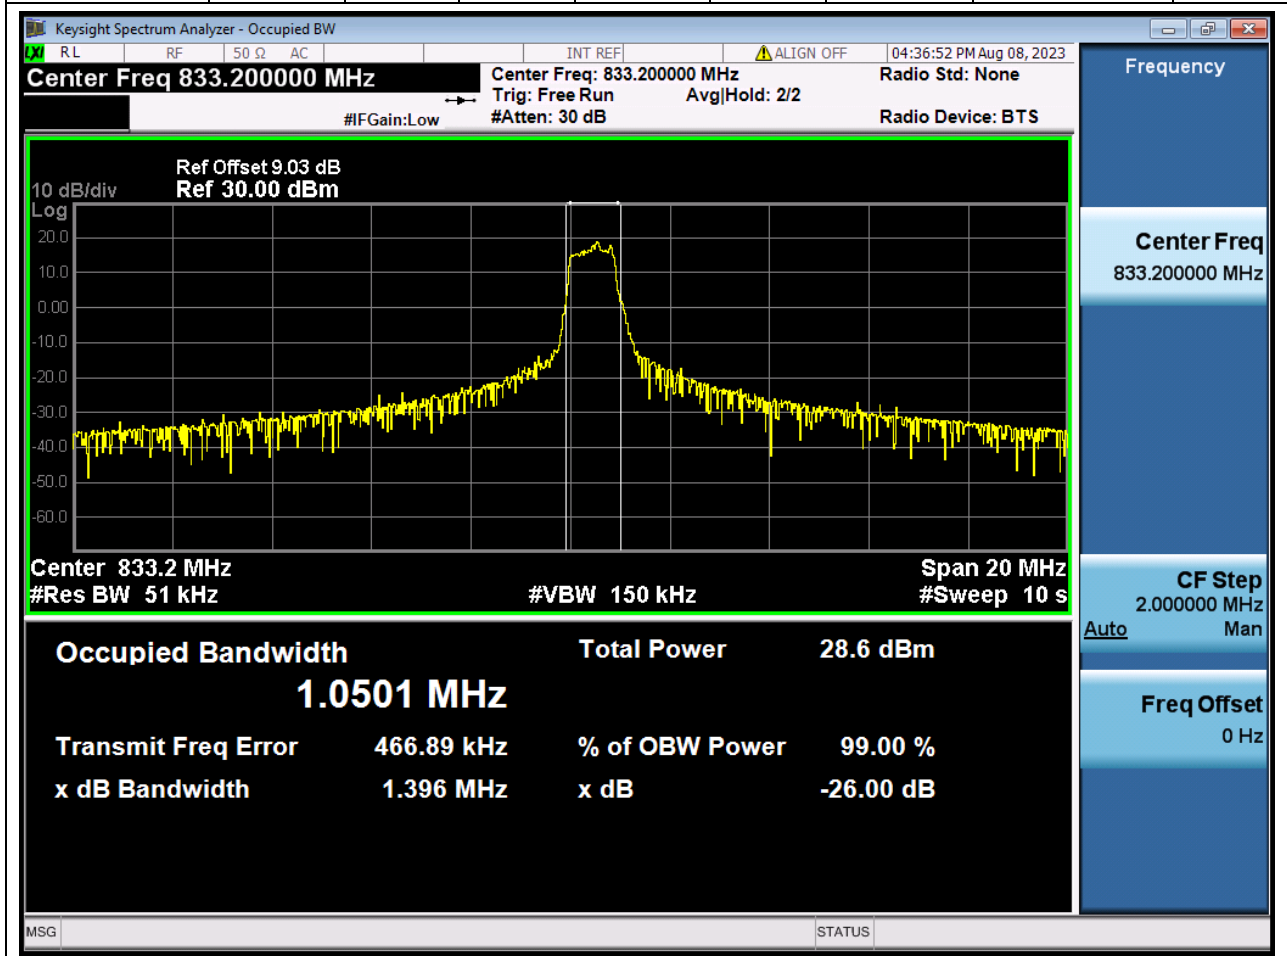 Keysight Spectrum Analyzer - Occupied BW
LXI RL RF 50 Ω AC INT REF ALIGN OFF 04:36:52 PM Aug 08, 2023
Center Freq 833.200000 MHz
Center Freq: 833.200000 MHz Radio Std: None
Trig: Free Run Avg|Hold: 2/2
#IFGain:Low #Atten: 30 dB Radio Device: BTS
Ref Offset 9.03 dB
10 dB/div Ref 30.00 dBm
Log
20.0
10.0
0.00
-10.0
-20.0
-30.0
-40.0
-50.0
-60.0
Center 833.2 MHz Span 20 MHz
#Res BW 51 kHz #VBW 150 kHz #Sweep 10 s
Occupied Bandwidth Total Power 28.6 dBm
1.0501 MHz
Transmit Freq Error 466.89 kHz % of OBW Power 99.00 %
x dB Bandwidth 1.396 MHz x dB -26.00 dB
Frequency
Center Freq
833.200000 MHz
CF Step
2.000000 MHz
Auto Man
Freq Offset
0 Hz
MSG STATUS